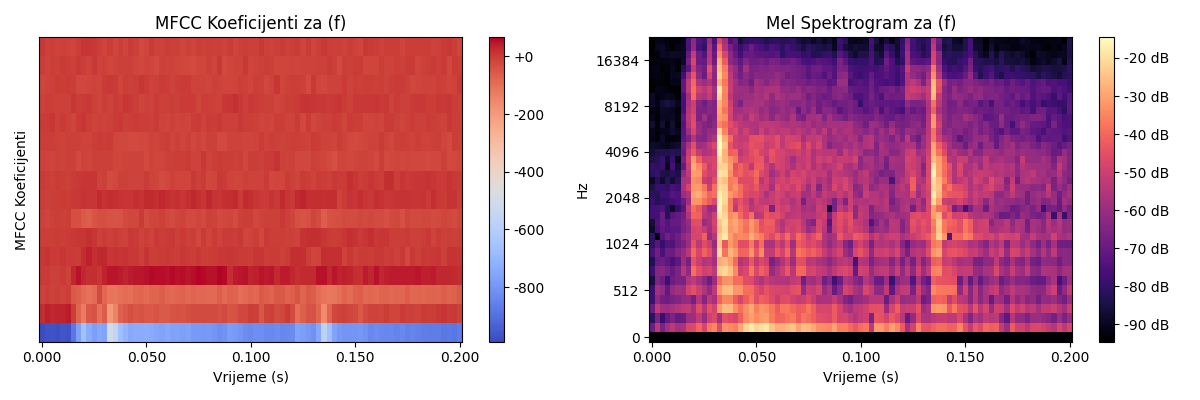 MFCC Koeficijenti za (f)
MFCC Koeficijenti
0.000 0.050 0.100 0.150 0.200
Vrijeme (s)
+0
-200
-400
-600
-800
Mel Spektrogram za (f)
Hz
16384
8192
4096
2048
1024
512
0
0.000 0.050 0.100 0.150 0.200
Vrijeme (s)
-20 dB
-30 dB
-40 dB
-50 dB
-60 dB
-70 dB
-80 dB
-90 dB